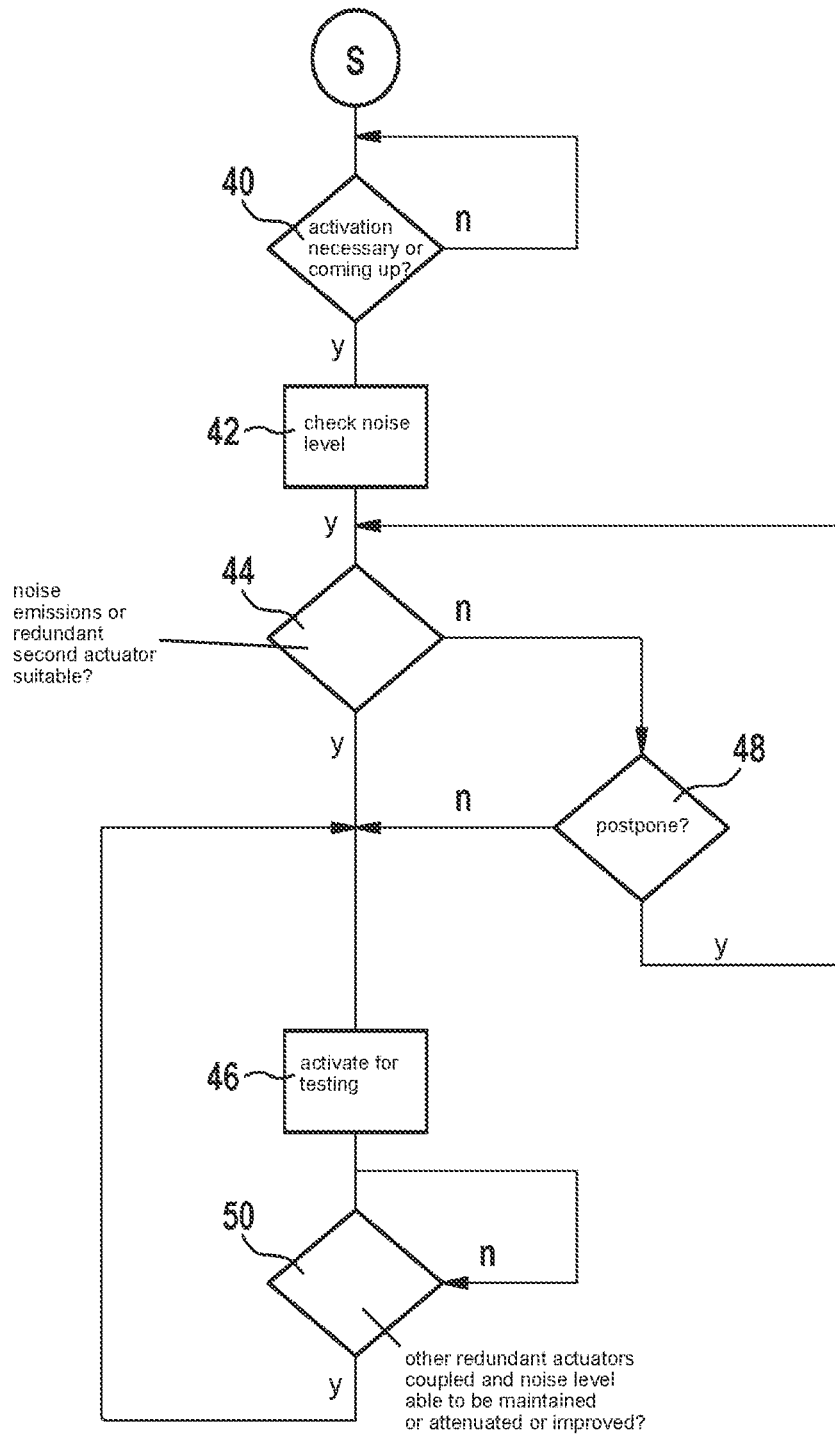 S
40
activation
necessary or
coming up?
n
y
42
check noise
level
y
44
noise
emissions or
redundant
second actuator
suitable?
n
y
48
postpone?
n
y
46
activate for
testing
50
n
other redundant actuators
coupled and noise level
able to be maintained
or attenuated or improved?
y